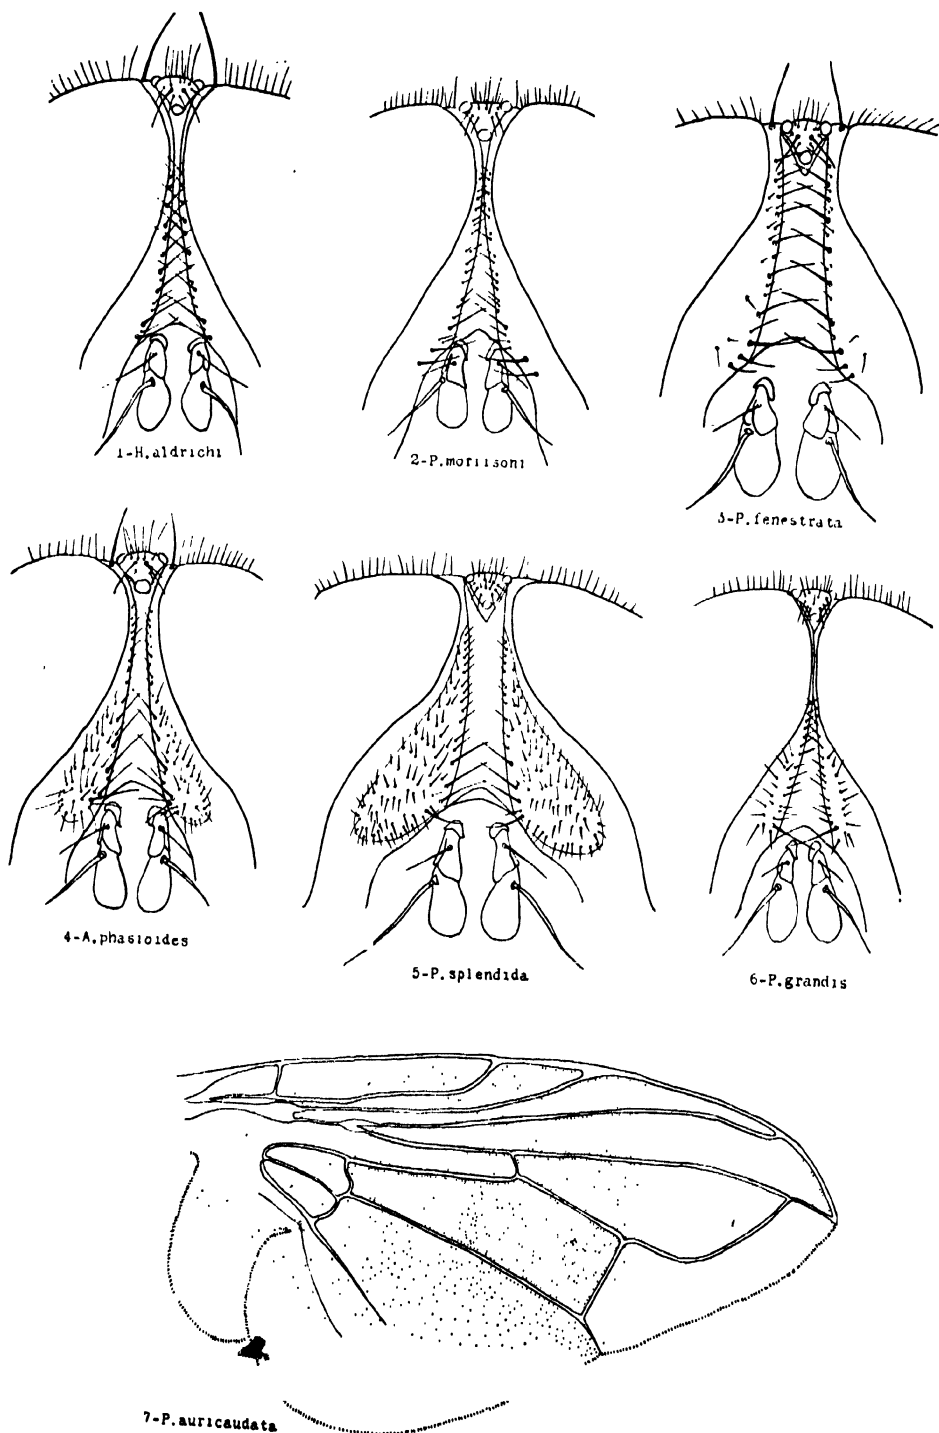 1-H.aldrichi
2-P.morrisoni
3-P.fenestrata
4-A.phasioides
5-P.splendida
6-P.grandis
7-P.auricaudata